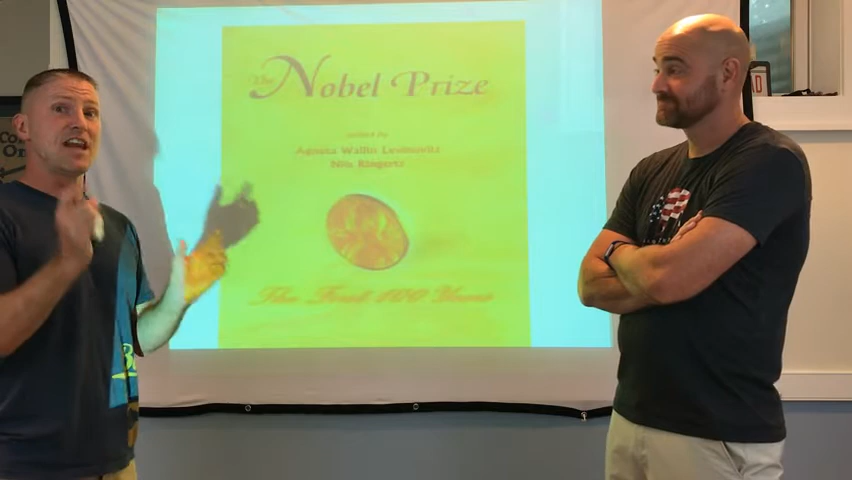 The
Nobel Prize
edited by
Agneta Wallin Levinovitz
Nils Ringertz
The First 100 Years